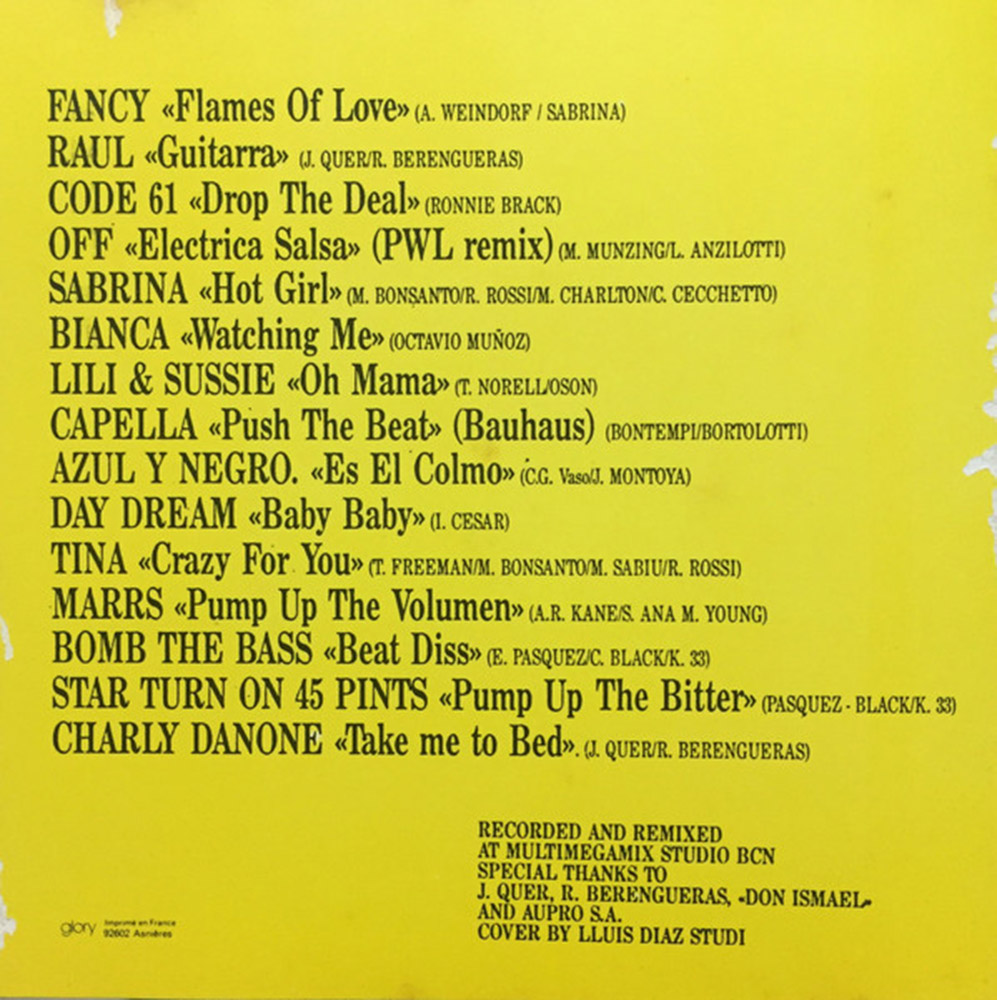 FANCY «Flames Of Love» (A. WEINDORF / SABRINA)
RAUL «Guitarra» (J. QUER/R. BERENGUERAS)
CODE 61 «Drop The Deal» (RONNIE BRACK)
OFF «Electrica Salsa» (PWL remix) (M. MUNZING/L. ANZILOTTI)
SABRINA «Hot Girl» (M. BONSANTO/R. ROSSI/M. CHARLTON/C. CECCHETTO)
BIANCA «Watching Me» (OCTAVIO MUÑOZ)
LILI & SUSSIE «Oh Mama» (T. NORELL/OSON)
CAPELLA «Push The Beat» (Bauhaus) (BONTEMPI/BORTOLOTTI)
AZUL Y NEGRO. «Es El Colmo» (C.G. Vaso/J. MONTOYA)
DAY DREAM «Baby Baby» (I. CESAR)
TINA «Crazy For You» (T. FREEMAN/M. BONSANTO/M. SABIU/R. ROSSI)
MARRS «Pump Up The Volumen» (A.R. KANE/S. ANA M. YOUNG)
BOMB THE BASS «Beat Diss» (E. PASQUEZ/C. BLACK/K. 33)
STAR TURN ON 45 PINTS «Pump Up The Bitter» (PASQUEZ - BLACK/K. 33)
CHARLY DANONE «Take me to Bed». (J. QUER/R. BERENGUERAS)
RECORDED AND REMIXED
AT MULTIMEGAMIX STUDIO BCN
SPECIAL THANKS TO
J. QUER, R. BERENGUERAS, «DON ISMAEL»
AND AUPRO S.A.
COVER BY LLUIS DIAZ STUDI
glory Imprimé en France
92602 Asnières